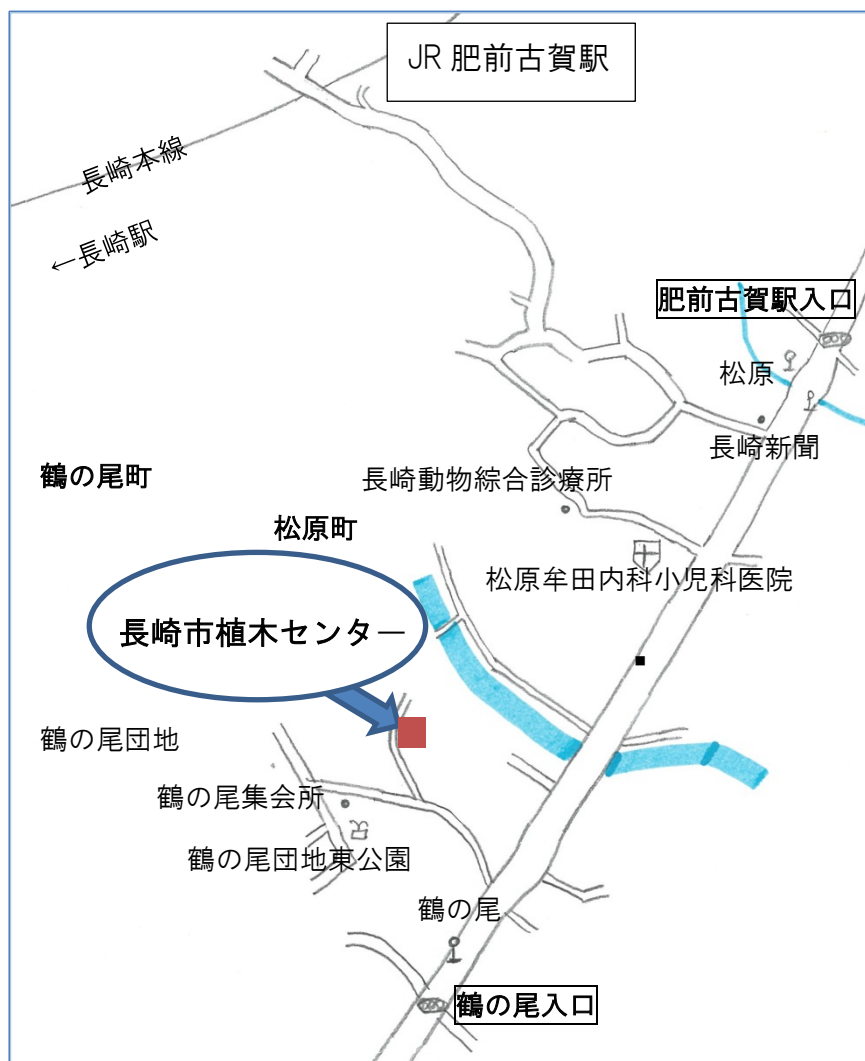 JR 肥前古賀駅
長崎本線
←長崎駅
肥前古賀駅入口
松原
長崎新聞
鶴の尾町
長崎動物綜合診療所
松原町
松原牟田内科小児科医院
長崎市植木センター
鶴の尾団地
鶴の尾集会所
鶴の尾団地東公園
鶴の尾
鶴の尾入口